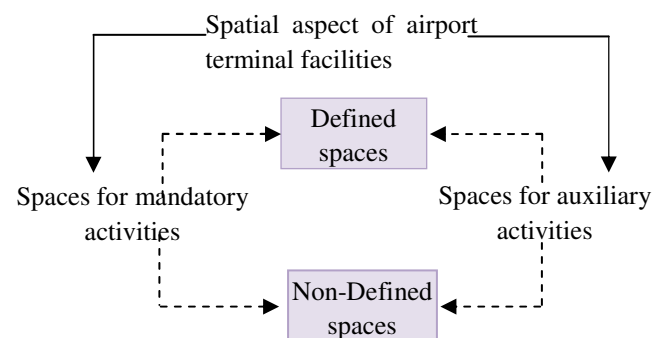 Spatial aspect of airport
terminal facilities
Defined
spaces
Spaces for mandatory
activities
Spaces for auxiliary
activities
Non-Defined
spaces